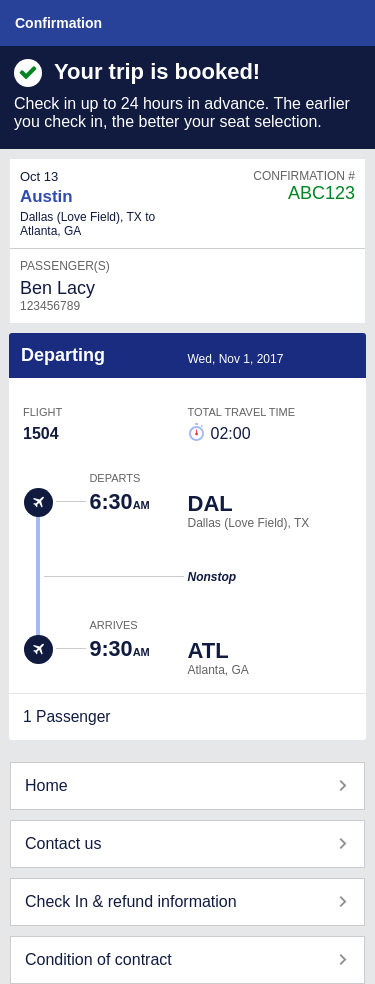 Confirmation
Your trip is booked!
Check in up to 24 hours in advance. The earlier
you check in, the better your seat selection.
Oct 13
Austin
Dallas (Love Field), TX to
Atlanta, GA
CONFIRMATION #
ABC123
PASSENGER(S)
Ben Lacy
123456789
Departing
Wed, Nov 1, 2017
FLIGHT
1504
TOTAL TRAVEL TIME
02:00
DEPARTS
6:30AM
DAL
Dallas (Love Field), TX
Nonstop
ARRIVES
9:30AM
ATL
Atlanta, GA
1 Passenger
Home
Contact us
Check In & refund information
Condition of contract